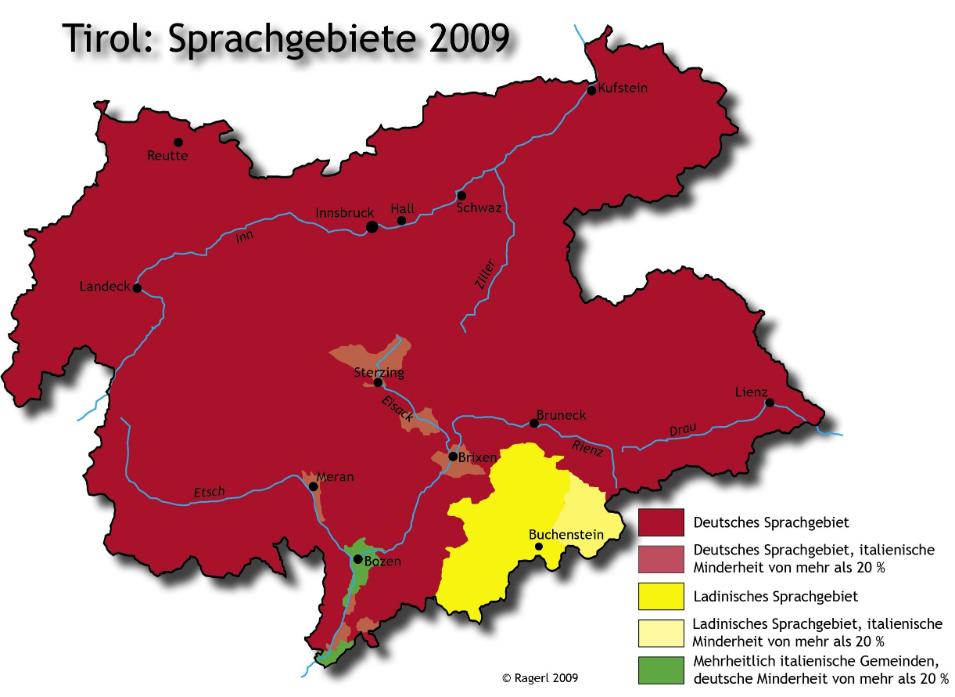 Tirol: Sprachgebiete 2009
Kufstein
Reutte
Schwaz
Hall
Innsbruck
Inn
Ziller
Landeck
Sterzing
Eisack
Lienz
Bruneck
Drau
Rienz
Brixen
Meran
Etsch
Buchenstein
Bozen
Deutsches Sprachgebiet
Deutsches Sprachgebiet, italienische
Minderheit von mehr als 20 %
Ladinisches Sprachgebiet
Ladinisches Sprachgebiet, italienische
Minderheit von mehr als 20 %
Mehrheitlich italienische Gemeinden,
deutsche Minderheit von mehr als 20 %
© Ragerl 2009